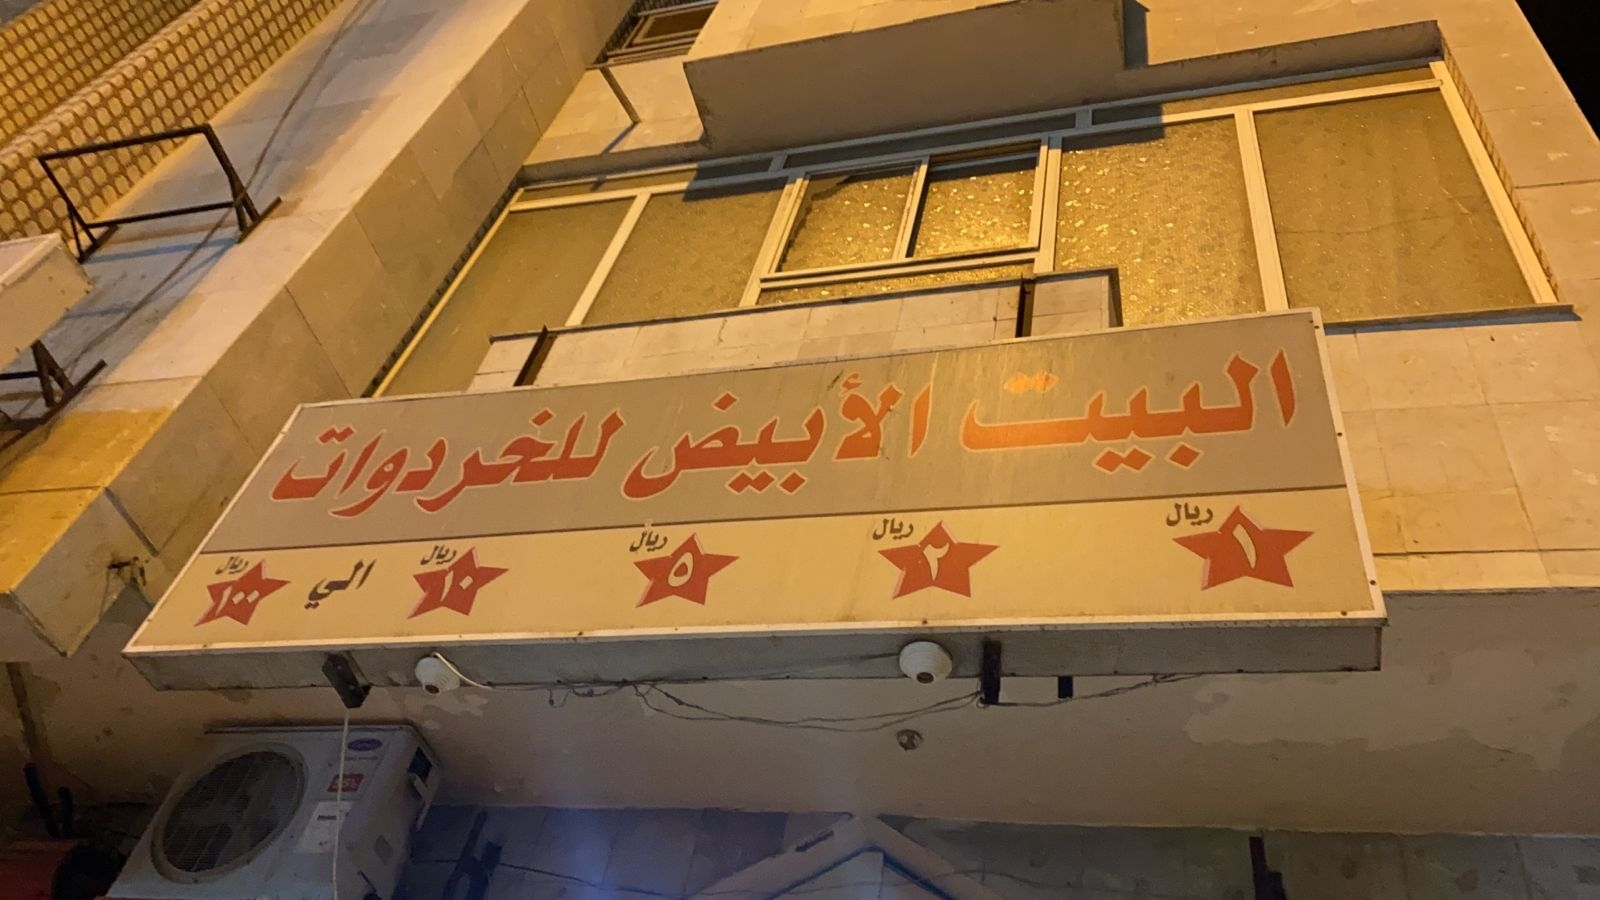 البيت الأبيض للخردوات
ريال ١ ريال ٢ ريال ٥ ريال ١٠ الي ريال ١٠٠